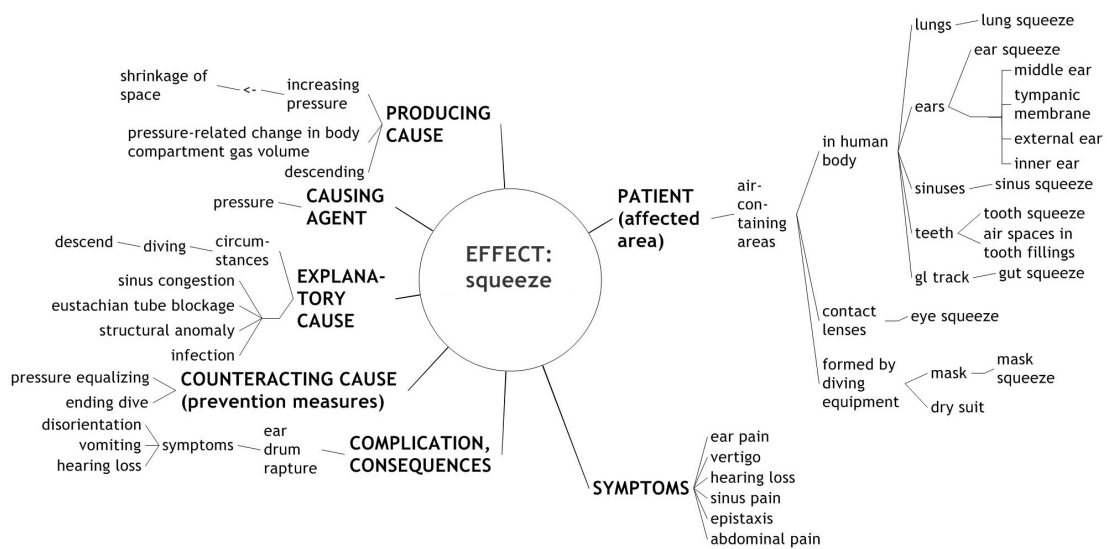 EFFECT:
squeeze
PRODUCING
CAUSE
increasing
pressure
<-
shrinkage of
space
pressure-related change in body
compartment gas volume
descending
CAUSING
AGENT
pressure
EXPLANA-
TORY
CAUSE
circum-
stances
diving
descend
sinus congestion
eustachian tube blockage
structural anomaly
infection
COUNTERACTING CAUSE
(prevention measures)
pressure equalizing
ending dive
COMPLICATION,
CONSEQUENCES
ear
drum
rapture
symptoms
disorientation
vomiting
hearing loss
SYMPTOMS
ear pain
vertigo
hearing loss
sinus pain
epistaxis
abdominal pain
PATIENT
(affected
area)
air-
con-
taining
areas
in human
body
lungs
lung squeeze
ears
ear squeeze
middle ear
tympanic
membrane
external ear
inner ear
sinuses
sinus squeeze
teeth
tooth squeeze
air spaces in
tooth fillings
gl track
gut squeeze
contact
lenses
eye squeeze
formed by
diving
equipment
mask
mask
squeeze
dry suit